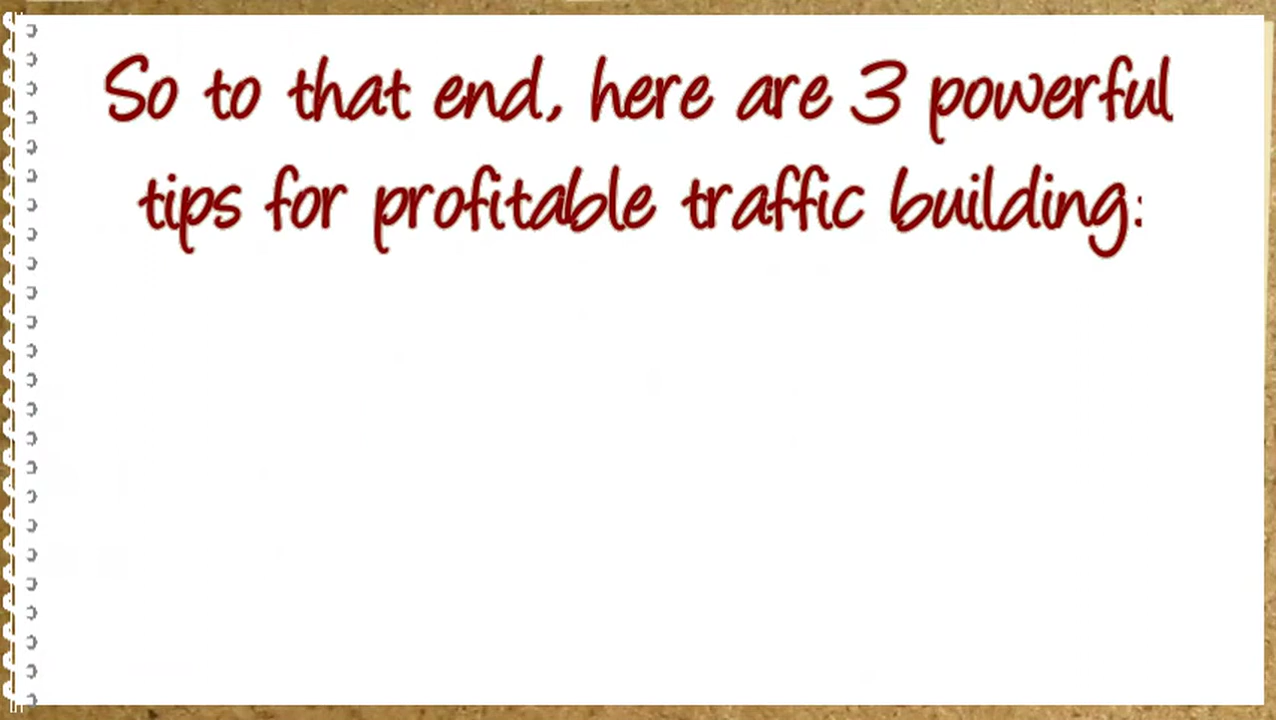 So to that end, here are 3 powerful
tips for profitable traffic building: